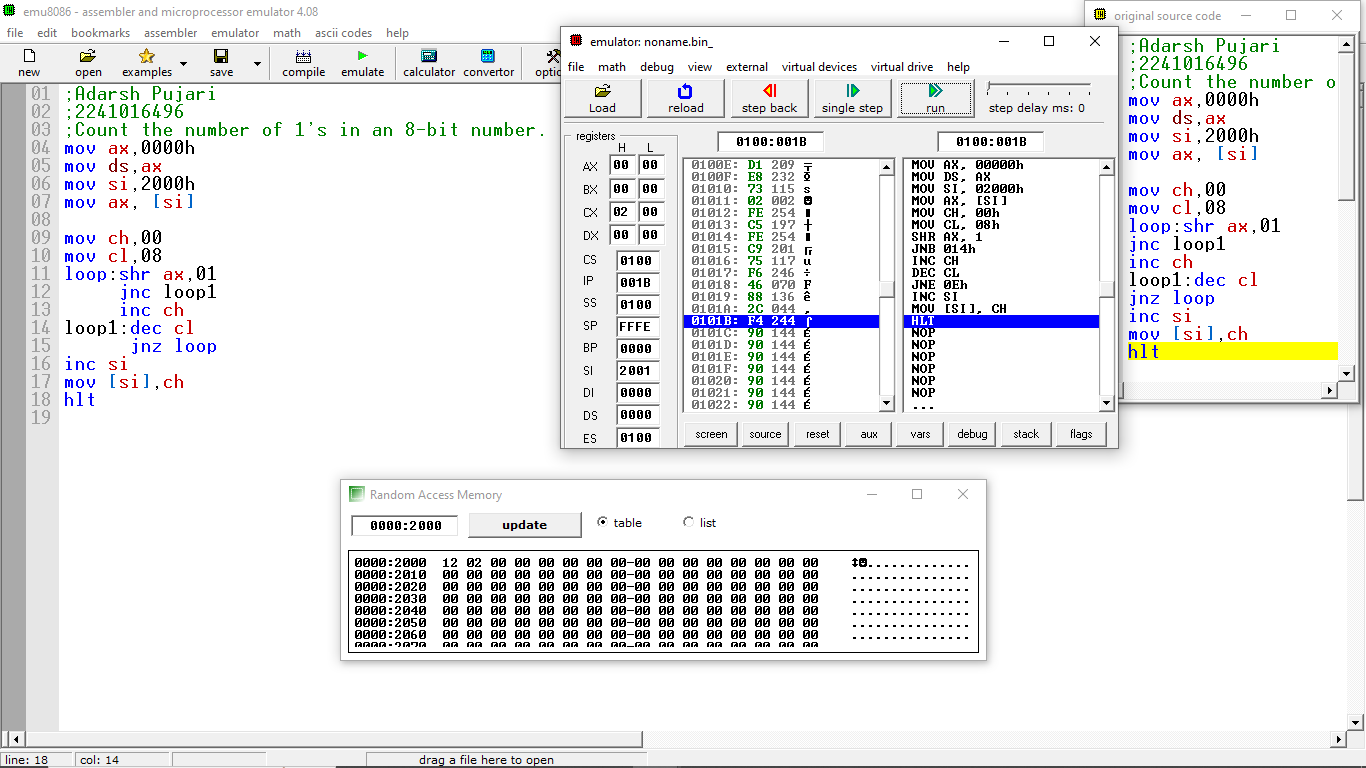 emu8086 - assembler and microprocessor emulator 4.08
file edit bookmarks assembler emulator math ascii codes help
new open examples save compile emulate calculator convertor
01 ;Adarsh Pujari
02 ;2241016496
03 ;Count the number of 1's in an 8-bit number.
04 mov ax,0000h
05 mov ds,ax
06 mov si,2000h
07 mov ax, [si]
08
09 mov ch,00
10 mov cl,08
11 loop:shr ax,01
12 jnc loop1
13 inc ch
14 loop1:dec cl
15 jnz loop
16 inc si
17 mov [si],ch
18 hlt
19
line: 18 col: 14 drag a file here to open
emulator: noname.bin_
file math debug view external virtual devices virtual drive help
Load reload step back single step run step delay ms: 0
registers
H L
AX 00 00
BX 00 00
CX 02 00
DX 00 00
CS 0100
IP 001B
SS 0100
SP FFFE
BP 0000
SI 2001
DI 0000
DS 0000
ES 0100
0100:001B 0100:001B
0100E: D1 209 ╤
0100F: E8 232
01010: 73 115 s
01011: 02 002 ☻
01012: FE 254 ■
01013: C5 197 ┼
01014: FE 254 ■
01015: C9 201 ╔
01016: 75 117 u
01017: F6 246 ÷
01018: 46 070 F
01019: 88 136 ê
0101A: 2C 044 ,
0101B: F4 244 ⌠
0101C: 90 144 É
0101D: 90 144 É
0101E: 90 144 É
0101F: 90 144 É
01020: 90 144 É
01021: 90 144 É
01022: 90 144 É
MOV AX, 00000h
MOV DS, AX
MOV SI, 02000h
MOV AX, [SI]
MOV CH, 00h
MOV CL, 08h
SHR AX, 1
JNB 014h
INC CH
DEC CL
JNE 0Eh
INC SI
MOV [SI], CH
HLT
NOP
NOP
NOP
NOP
NOP
NOP
...
screen source reset aux vars debug stack flags
original source code
;Adarsh Pujari
;2241016496
;Count the number o
mov ax,0000h
mov ds,ax
mov si,2000h
mov ax, [si]
mov ch,00
mov cl,08
loop:shr ax,01
jnc loop1
inc ch
loop1:dec cl
jnz loop
inc si
mov [si],ch
hlt
Random Access Memory
0000:2000 update table list
0000:2000 12 02 00 00 00 00 00 00-00 00 00 00 00 00 00 00 ↕☻..............
0000:2010 00 00 00 00 00 00 00 00-00 00 00 00 00 00 00 00 ................
0000:2020 00 00 00 00 00 00 00 00-00 00 00 00 00 00 00 00 ................
0000:2030 00 00 00 00 00 00 00 00-00 00 00 00 00 00 00 00 ................
0000:2040 00 00 00 00 00 00 00 00-00 00 00 00 00 00 00 00 ................
0000:2050 00 00 00 00 00 00 00 00-00 00 00 00 00 00 00 00 ................
0000:2060 00 00 00 00 00 00 00 00-00 00 00 00 00 00 00 00 ................